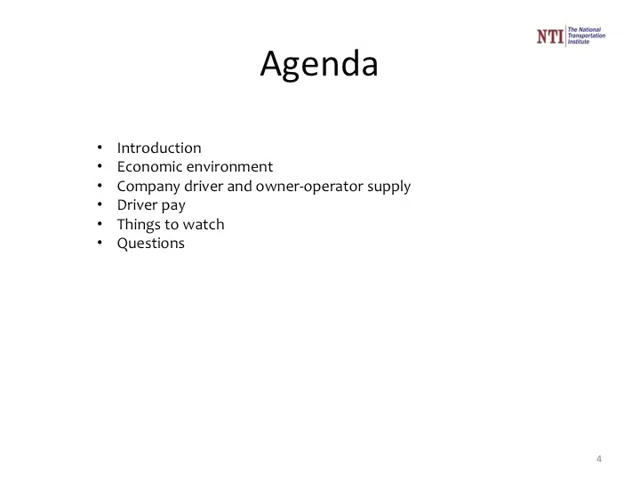 NTI The National
Transportation
Institute
Agenda
• Introduction
• Economic environment
• Company driver and owner-operator supply
• Driver pay
• Things to watch
• Questions
4